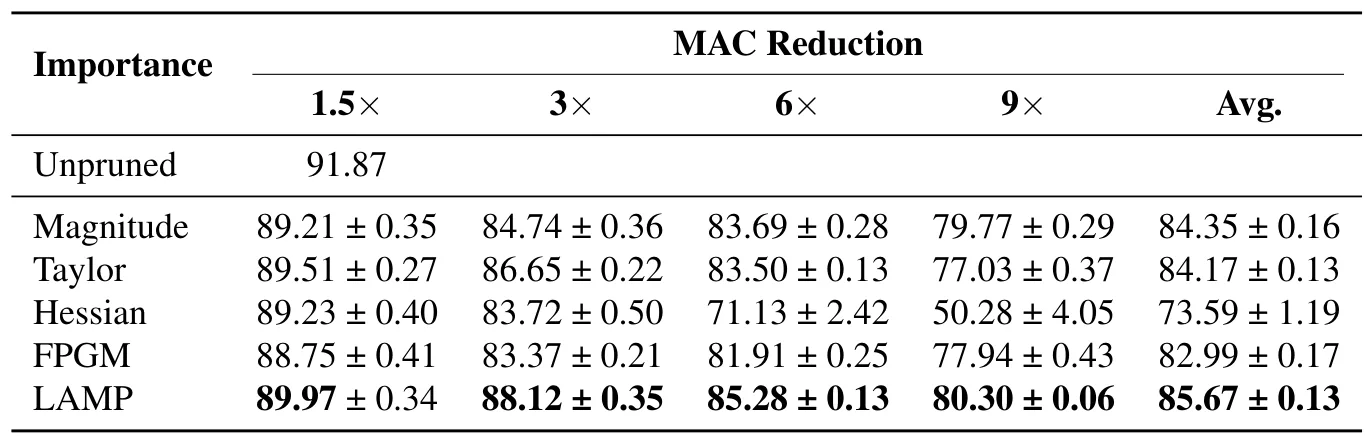 Importance MAC Reduction
1.5× 3× 6× 9× Avg.
Unpruned 91.87
Magnitude 89.21 ± 0.35 84.74 ± 0.36 83.69 ± 0.28 79.77 ± 0.29 84.35 ± 0.16
Taylor 89.51 ± 0.27 86.65 ± 0.22 83.50 ± 0.13 77.03 ± 0.37 84.17 ± 0.13
Hessian 89.23 ± 0.40 83.72 ± 0.50 71.13 ± 2.42 50.28 ± 4.05 73.59 ± 1.19
FPGM 88.75 ± 0.41 83.37 ± 0.21 81.91 ± 0.25 77.94 ± 0.43 82.99 ± 0.17
LAMP 89.97 ± 0.34 88.12 ± 0.35 85.28 ± 0.13 80.30 ± 0.06 85.67 ± 0.13